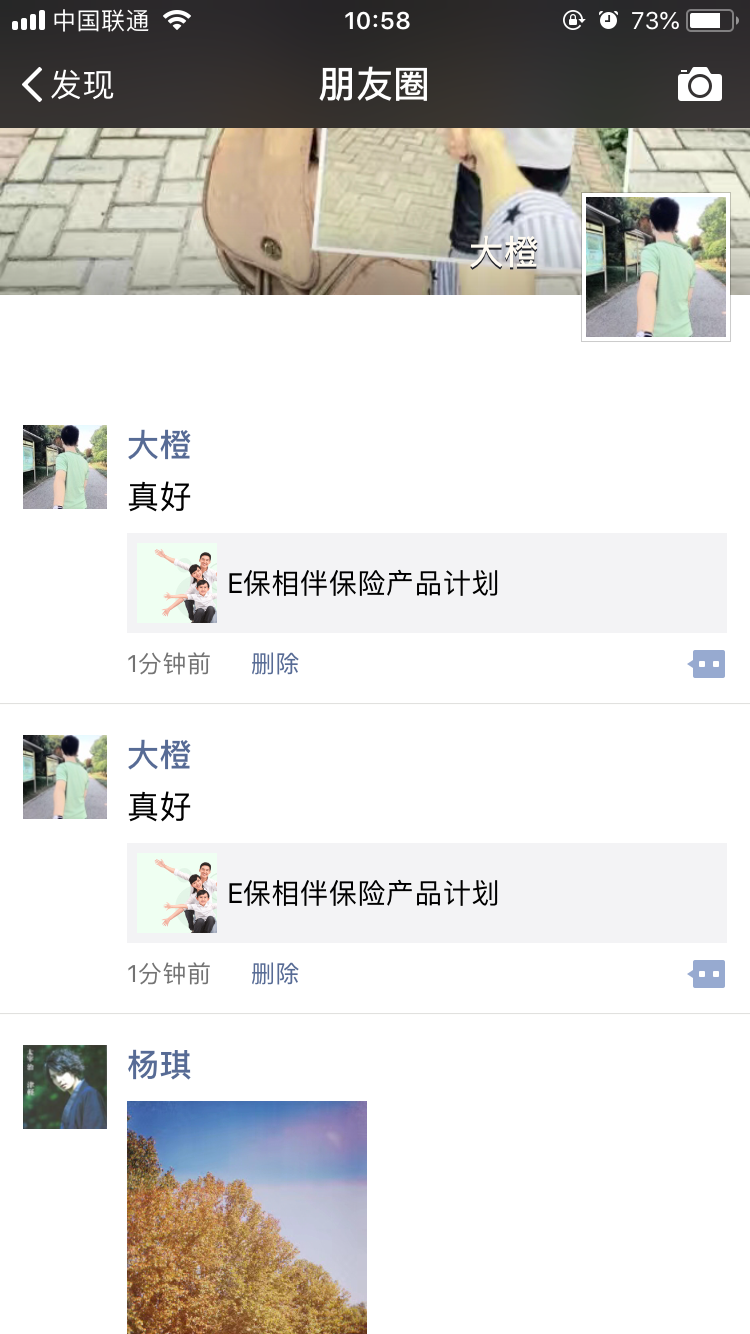 中国联通
10:58
73%
发现
朋友圈
大橙
大橙
真好
E保相伴保险产品计划
1分钟前
删除
大橙
真好
E保相伴保险产品计划
1分钟前
删除
杨琪